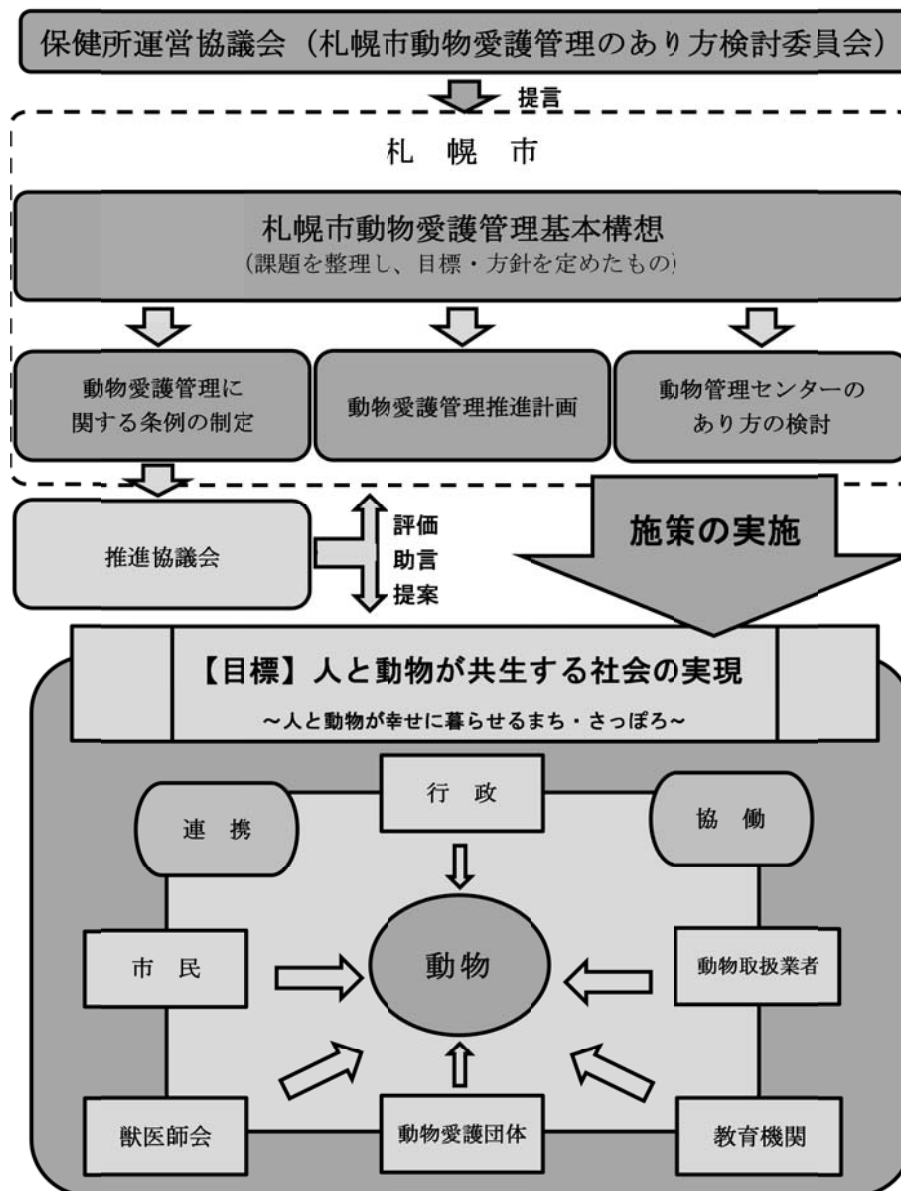 保健所運営協議会（札幌市動物愛護管理のあり方検討委員会）
提言
札　幌　市
札幌市動物愛護管理基本構想
(課題を整理し、目標・方針を定めたもの)
動物愛護管理に
関する条例の制定
動物愛護管理推進計画
動物管理センターの
あり方の検討
推進協議会
評価
助言
提案
施策の実施
【目標】人と動物が共生する社会の実現
～人と動物が幸せに暮らせるまち・さっぽろ～
行　政
連　携
協　働
市　民
動物
動物取扱業者
獣医師会
動物愛護団体
教育機関